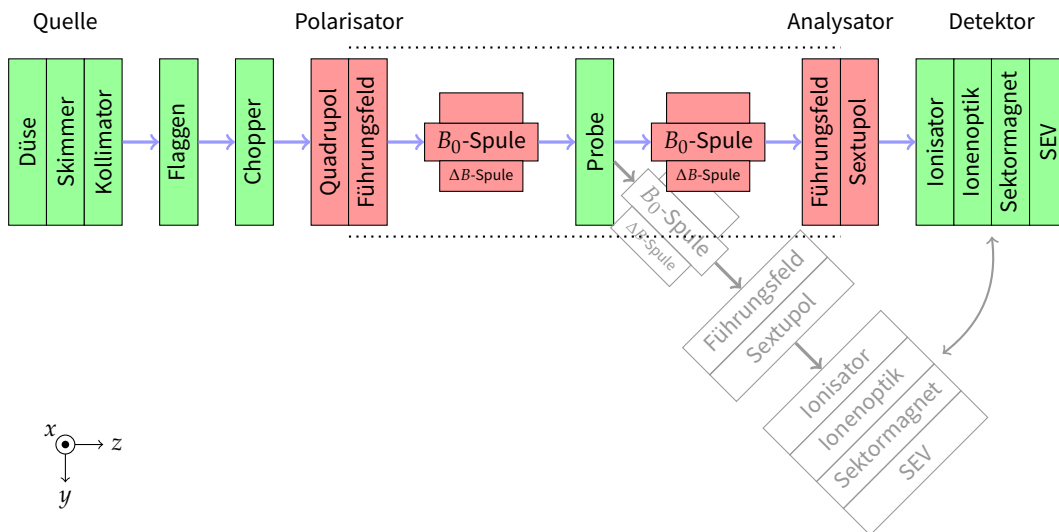 Quelle
Polarisator
Analysator
Detektor
Düse
Skimmer
Kollimator
Flaggen
Chopper
Quadrupol
Führungsfeld
B₀-Spule
ΔB-Spule
Probe
B₀-Spule
ΔB-Spule
Führungsfeld
Sextupol
Ionisator
Ionenoptik
Sektormagnet
SEV
B₀-Spule
ΔB-Spule
Führungsfeld
Sextupol
Ionisator
Ionenoptik
Sektormagnet
SEV
x
z
y